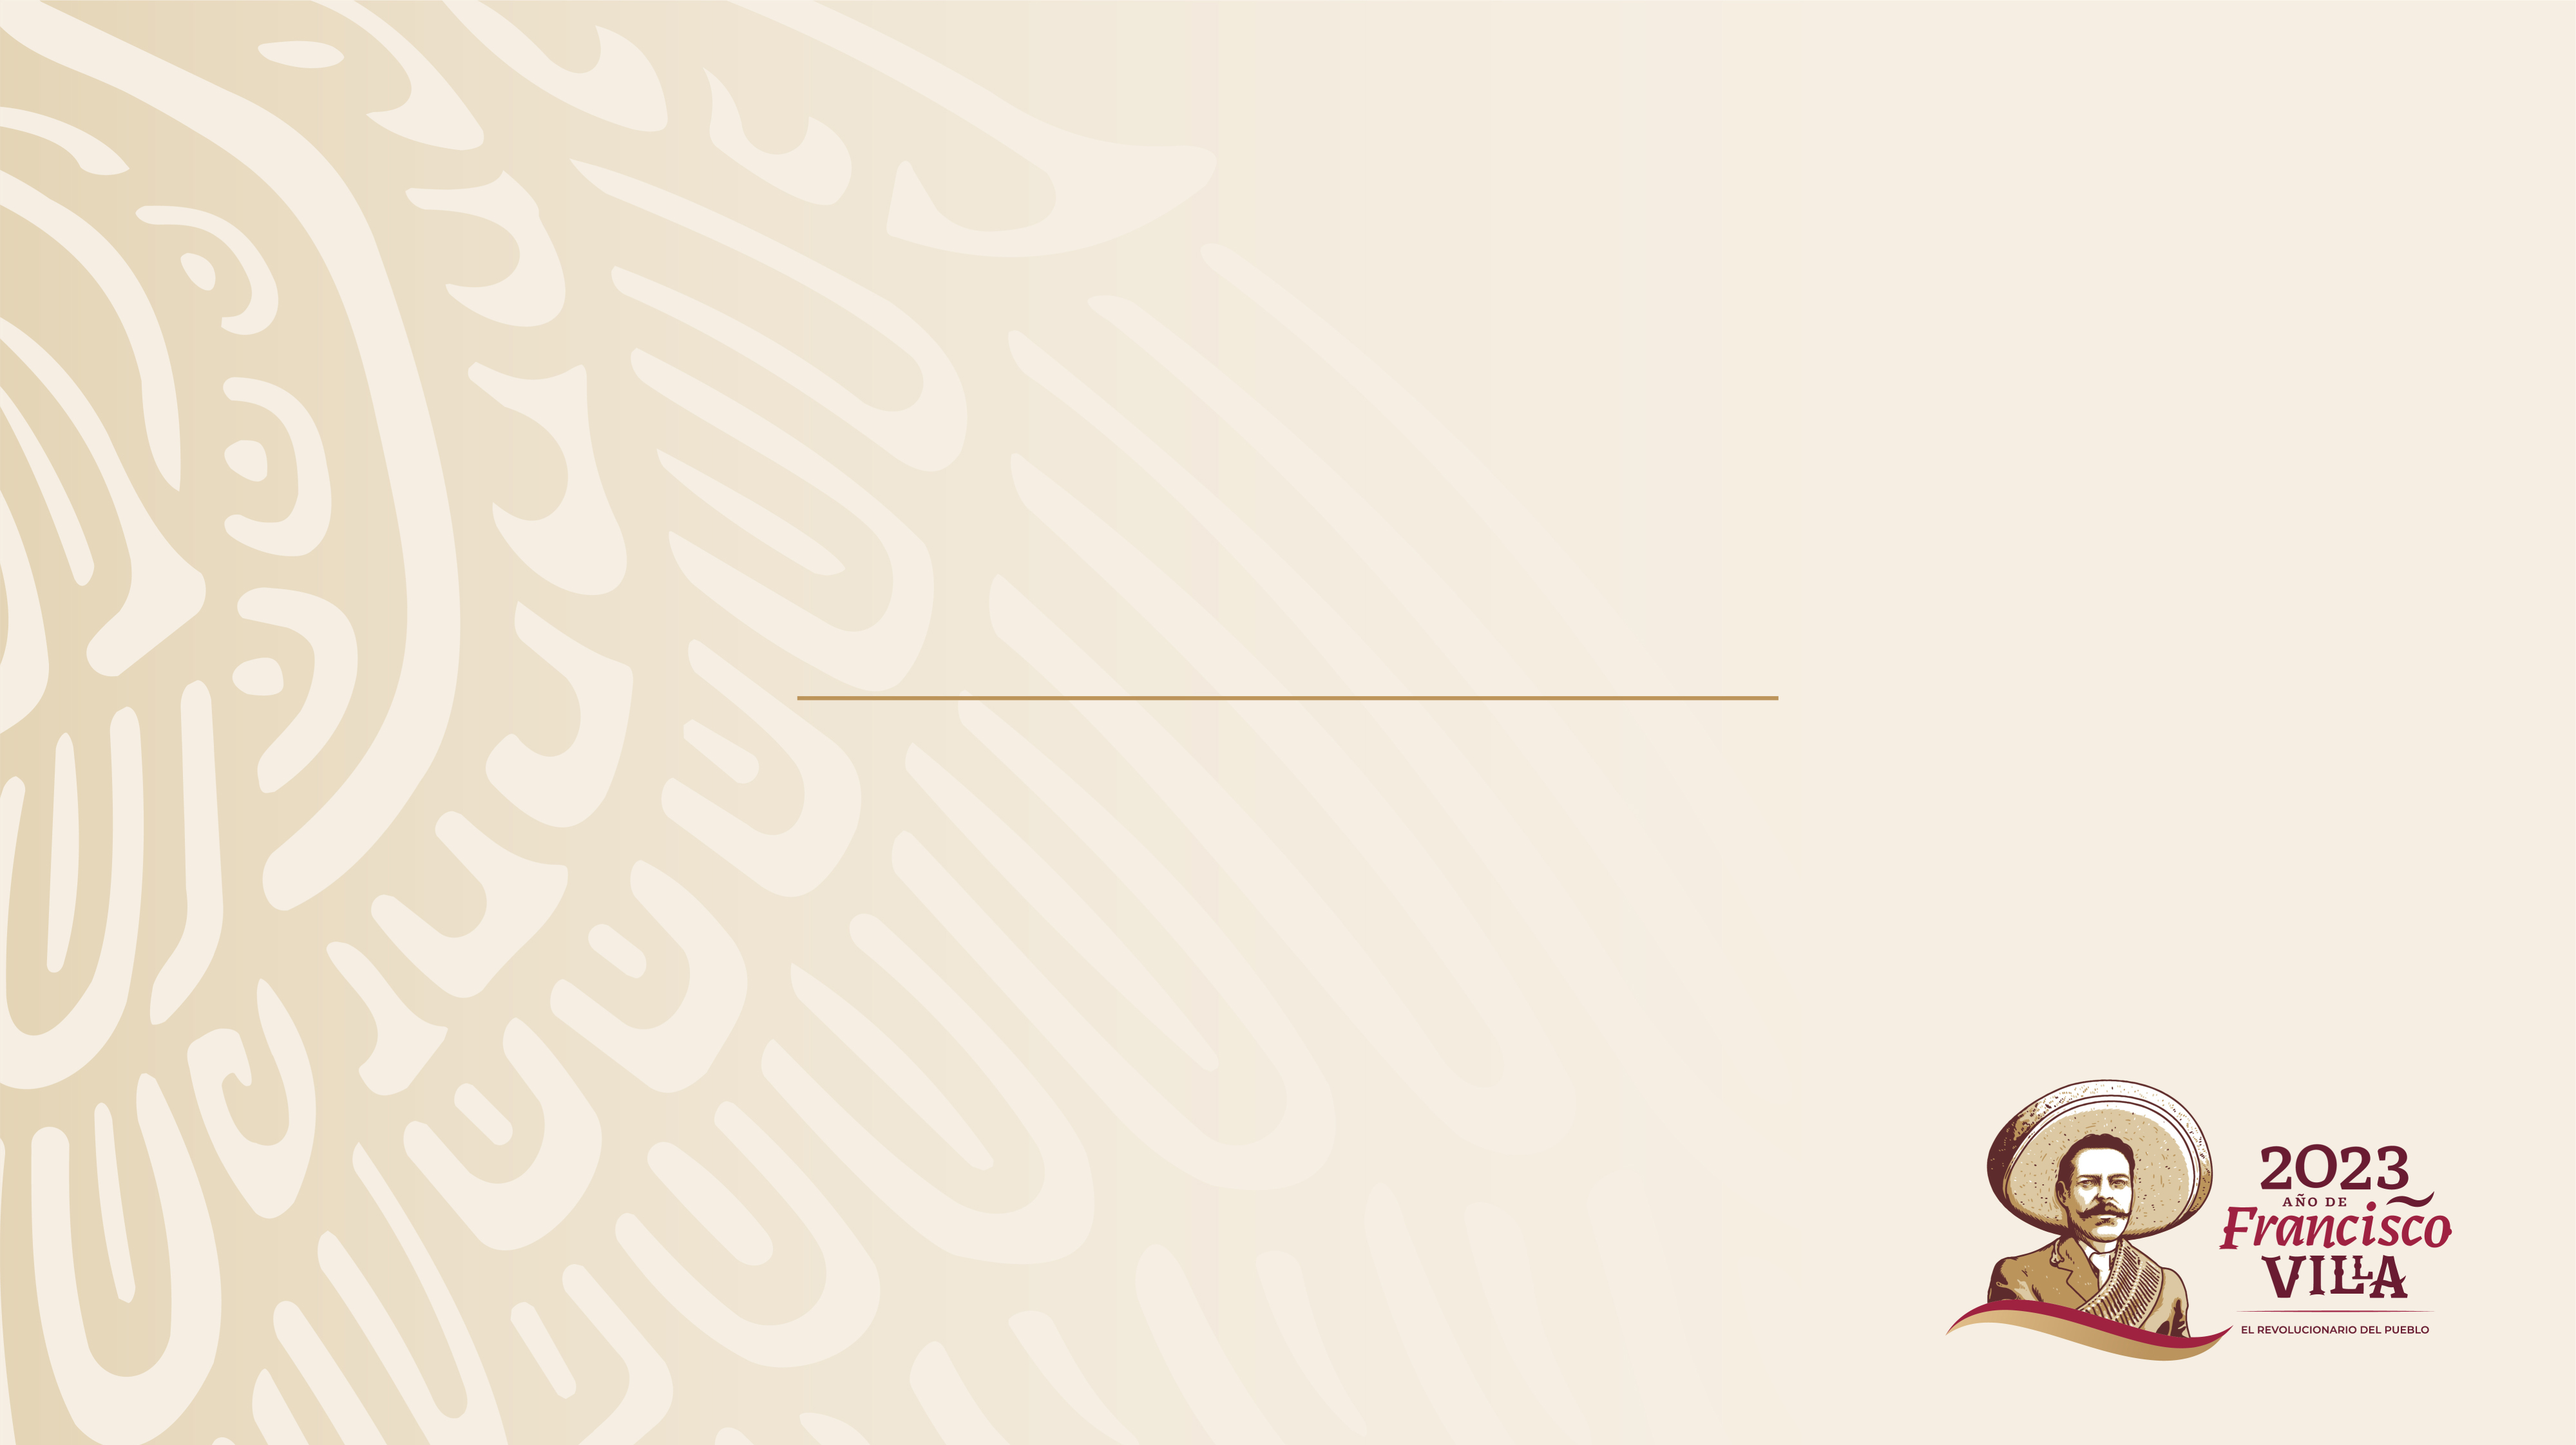 2023
AÑO DE
Francisco
VILLA
EL REVOLUCIONARIO DEL PUEBLO